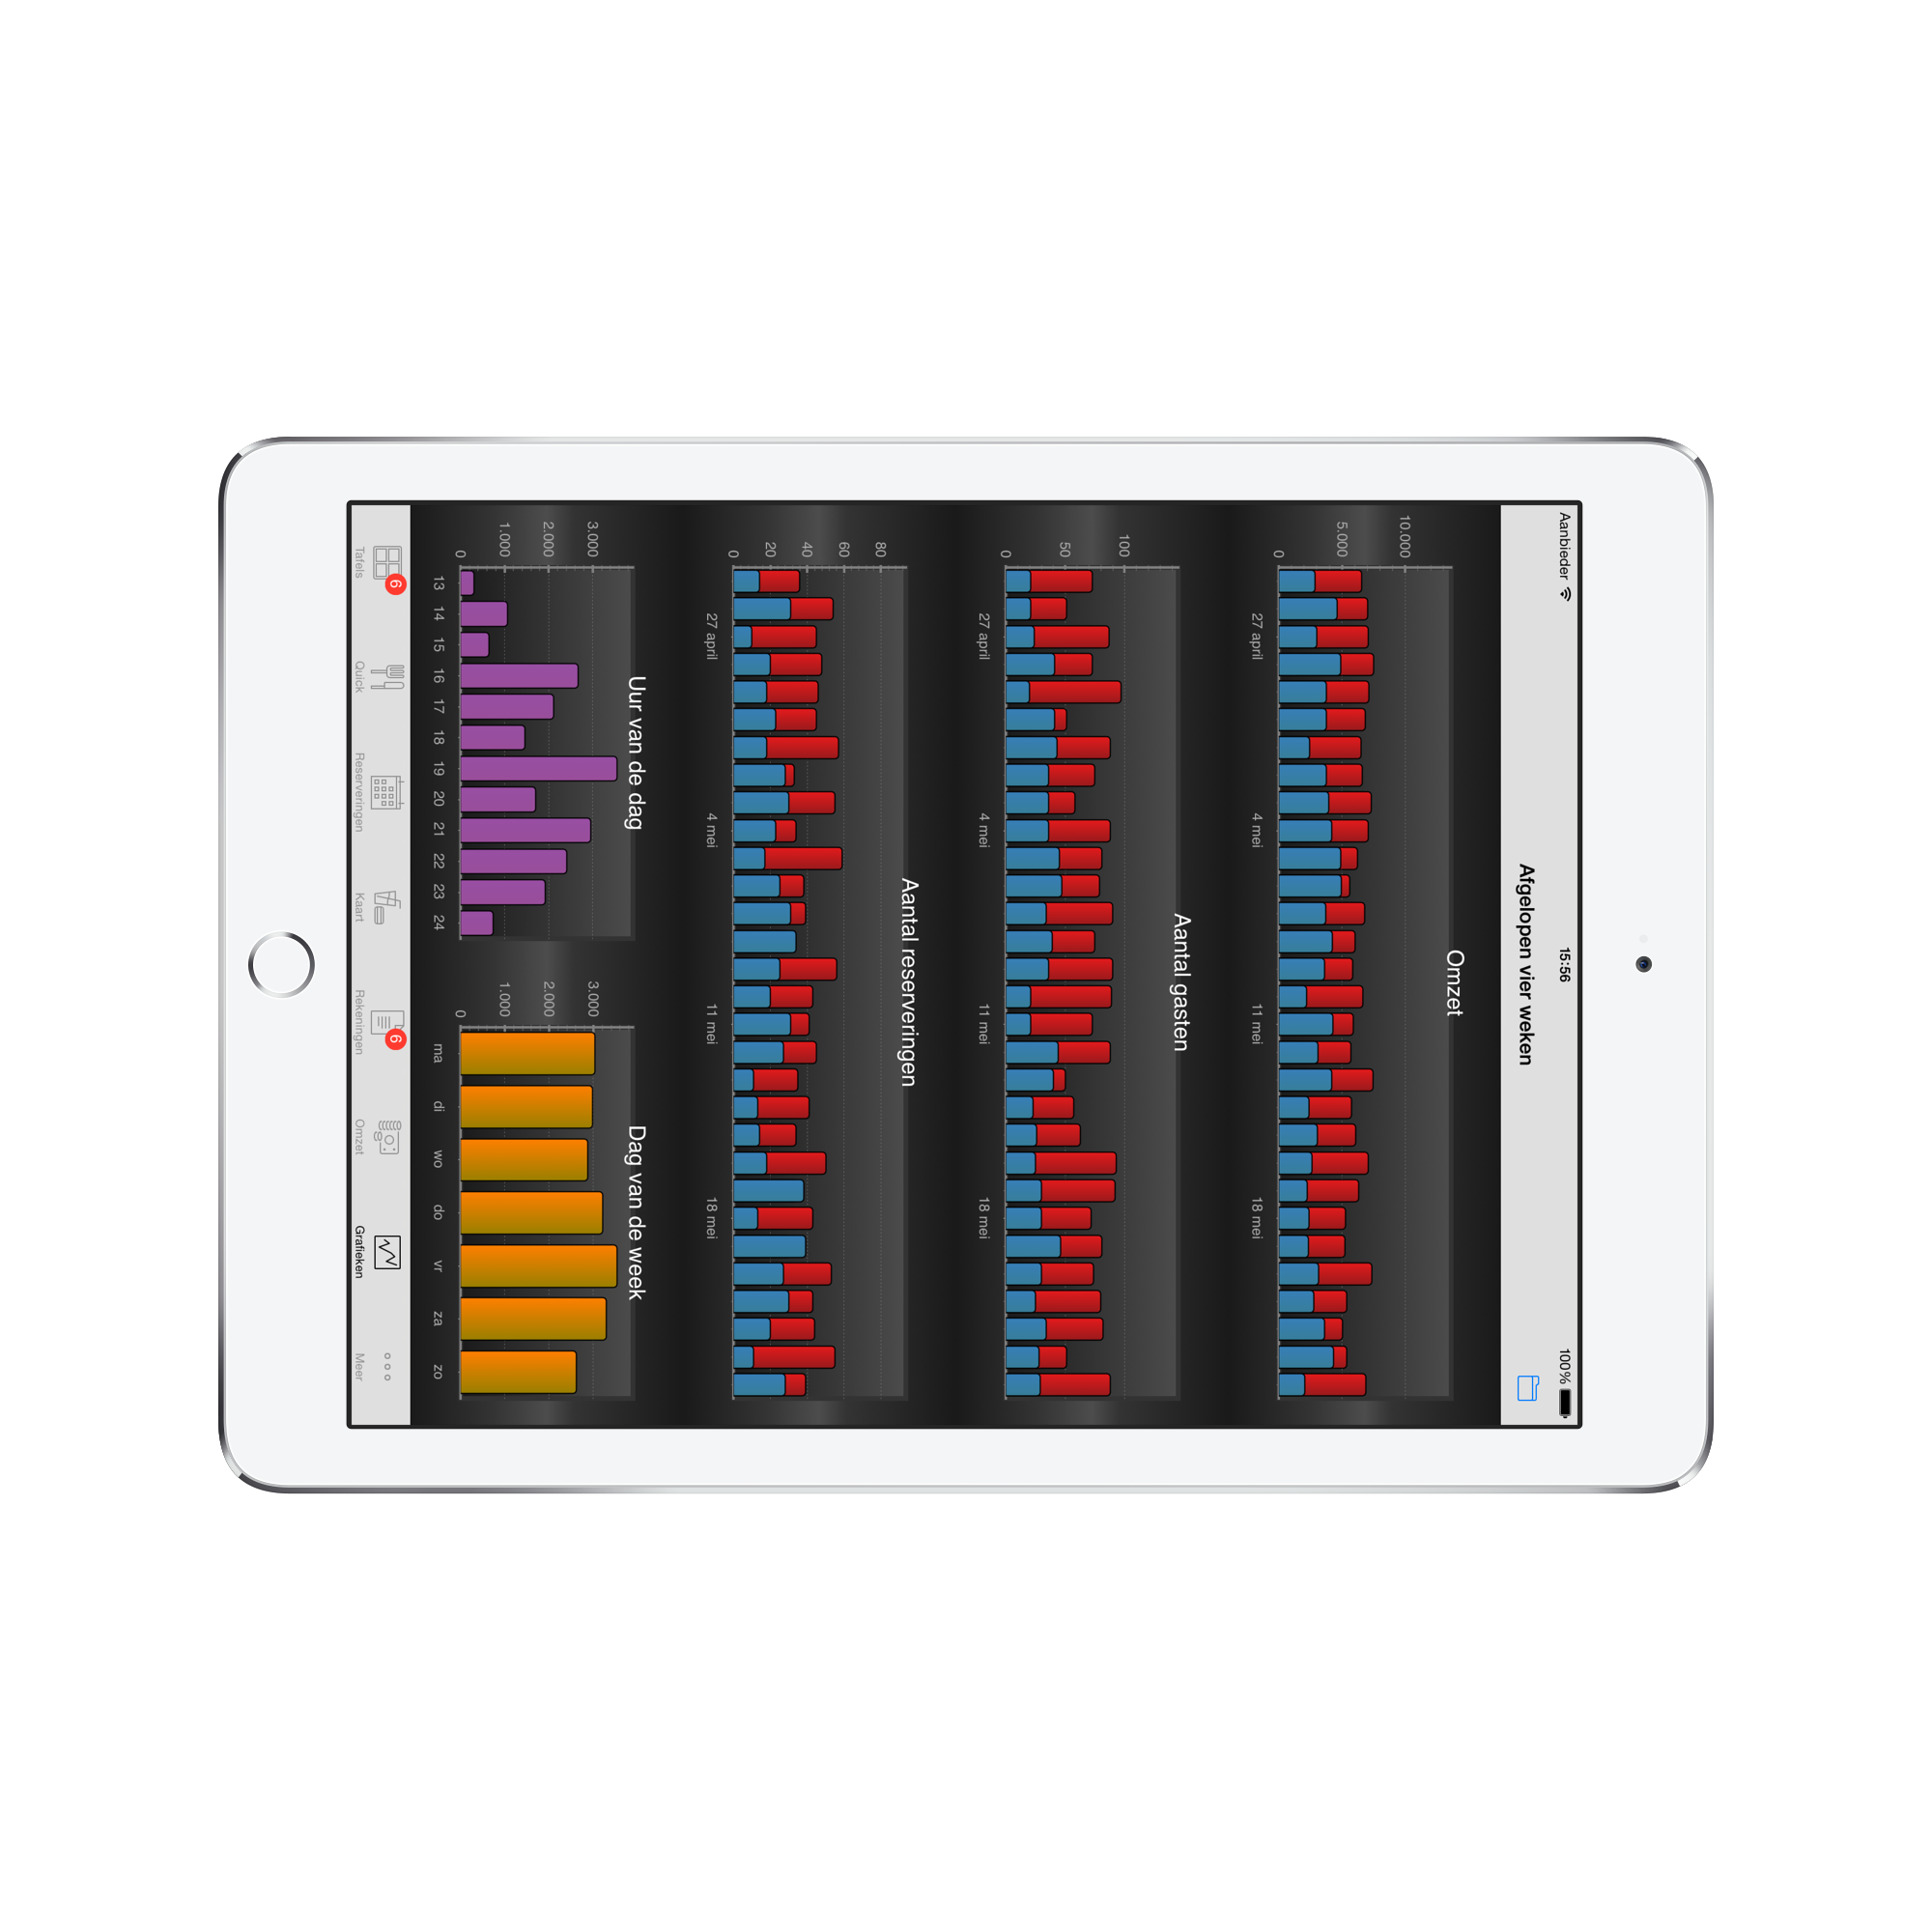 Aanbieder 15:56 100%
Afgelopen vier weken
Omzet
10.000
5.000
0
27 april 4 mei 11 mei 18 mei
Aantal gasten
100
50
0
27 april 4 mei 11 mei 18 mei
Aantal reserveringen
80
60
40
20
0
27 april 4 mei 11 mei 18 mei
Uur van de dag
3.000
2.000
1.000
0
13 14 15 16 17 18 19 20 21 22 23 24
Dag van de week
3.000
2.000
1.000
0
ma di wo do vr za zo
6 6
Tafels Quick Reserveringen Kaart Rekeningen Omzet Grafieken Meer